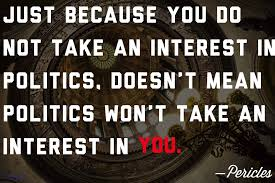 JUST BECAUSE YOU DO
NOT TAKE AN INTEREST IN
POLITICS, DOESN'T MEAN
POLITICS WON'T TAKE AN
INTEREST IN YOU.
—Pericles